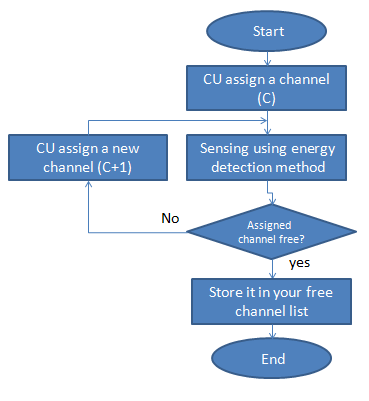 Start
CU assign a channel
(C)
CU assign a new
channel (C+1)
Sensing using energy
detection method
No
Assigned
channel free?
yes
Store it in your free
channel list
End